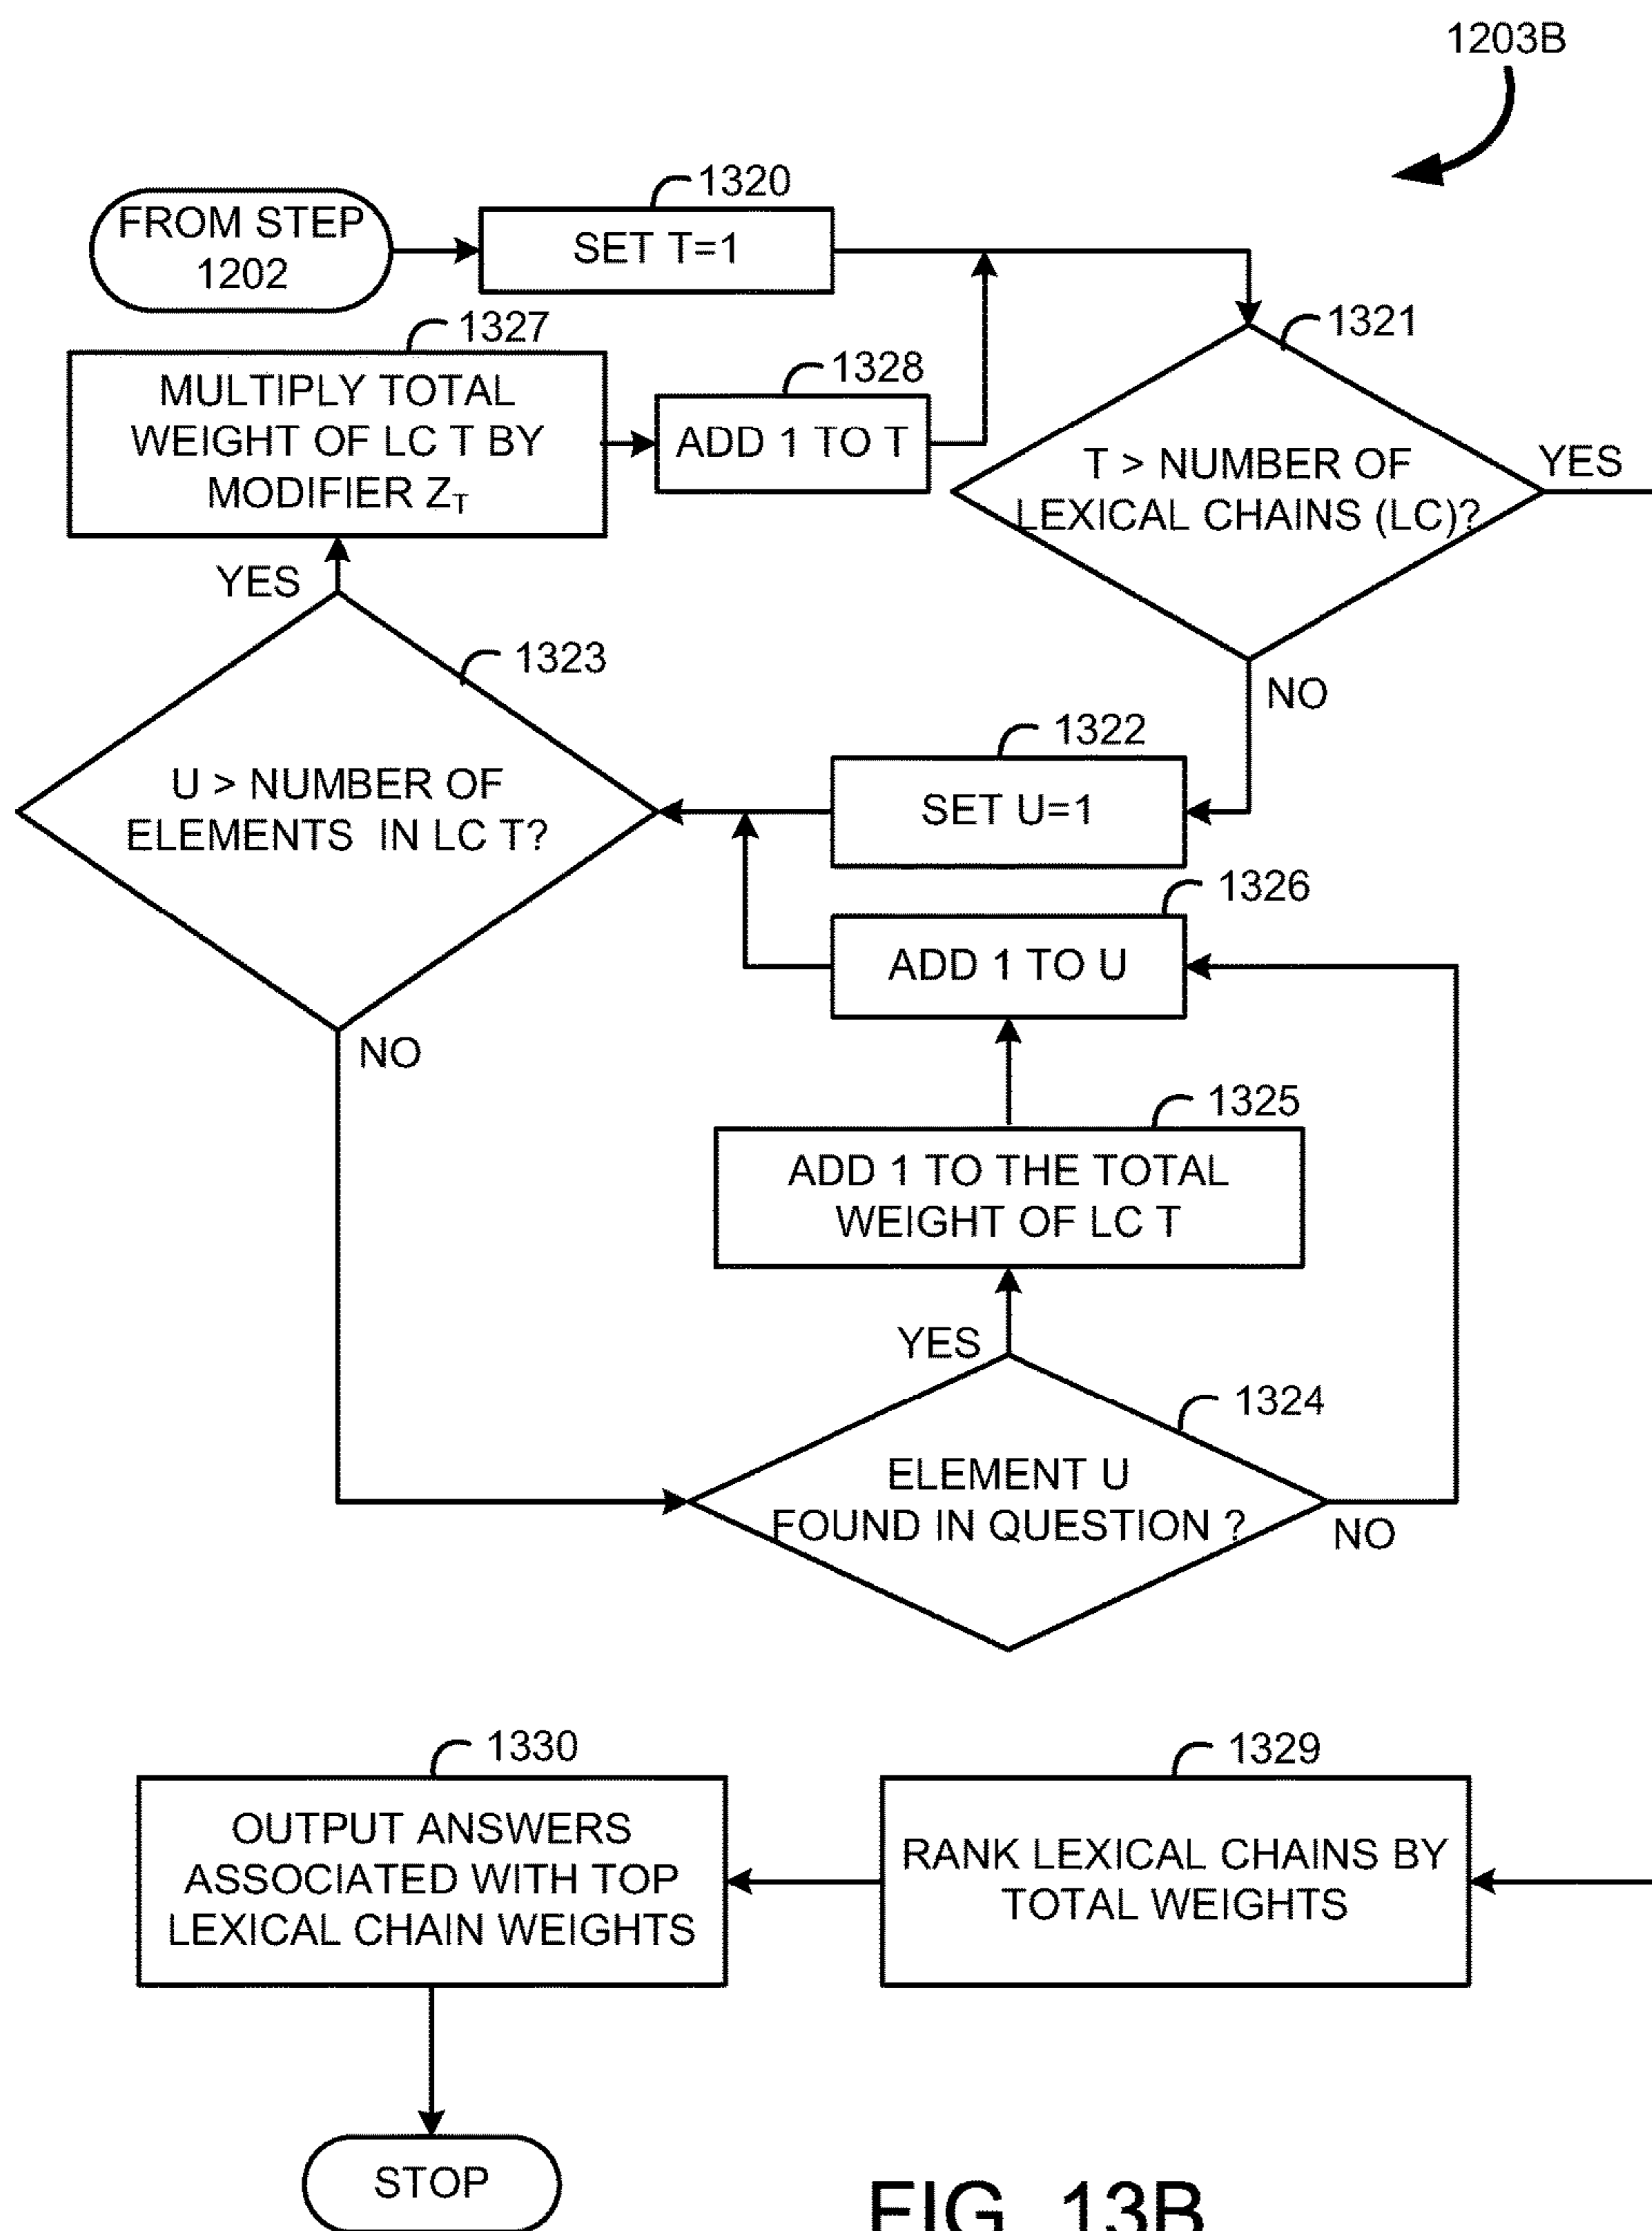 1203B
FROM STEP
1202
1320
SET T=1
1327
MULTIPLY TOTAL
WEIGHT OF LC T BY
MODIFIER Z_T
1328
ADD 1 TO T
1321
T > NUMBER OF
LEXICAL CHAINS (LC)?
YES
NO
YES
1323
U > NUMBER OF
ELEMENTS IN LC T?
NO
1322
SET U=1
1326
ADD 1 TO U
1325
ADD 1 TO THE TOTAL
WEIGHT OF LC T
YES
1324
ELEMENT U
FOUND IN QUESTION ?
NO
1330
OUTPUT ANSWERS
ASSOCIATED WITH TOP
LEXICAL CHAIN WEIGHTS
1329
RANK LEXICAL CHAINS BY
TOTAL WEIGHTS
STOP
FIG. 13B